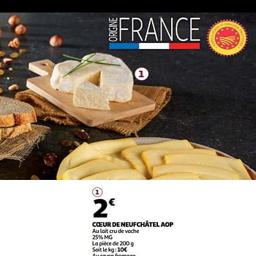 ORIGINE
FRANCE
1
1
2€
CŒUR DE NEUFCHÂTEL AOP
Au lait cru de vache
25% MG
La pièce de 200 g
Soit le kg : 10€